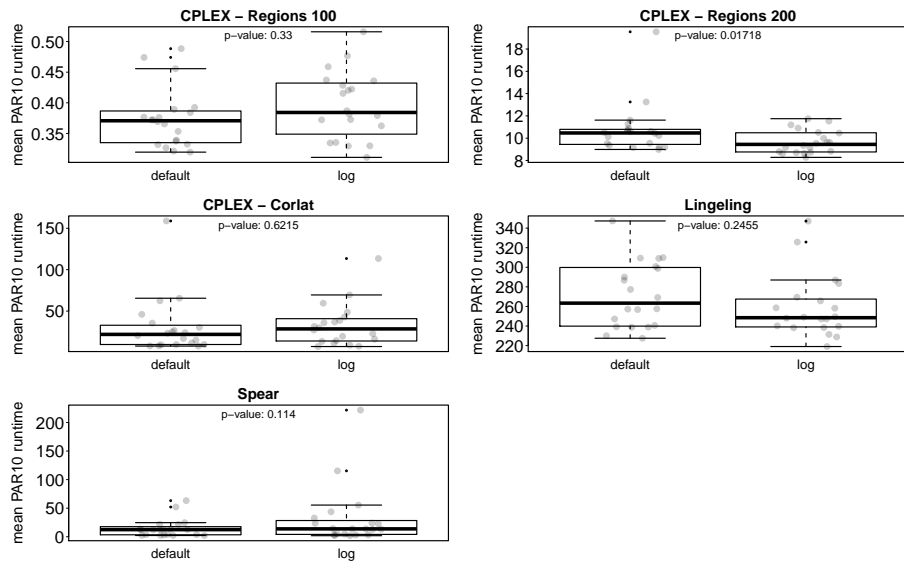 CPLEX – Regions 100
p−value: 0.33
mean PAR10 runtime
0.50
0.45
0.40
0.35
default
log
CPLEX – Regions 200
p−value: 0.01718
mean PAR10 runtime
18
16
14
12
10
8
default
log
CPLEX – Corlat
p−value: 0.6215
mean PAR10 runtime
150
100
50
default
log
Lingeling
p−value: 0.2455
mean PAR10 runtime
340
320
300
280
260
240
220
default
log
Spear
p−value: 0.114
mean PAR10 runtime
200
150
100
50
0
default
log